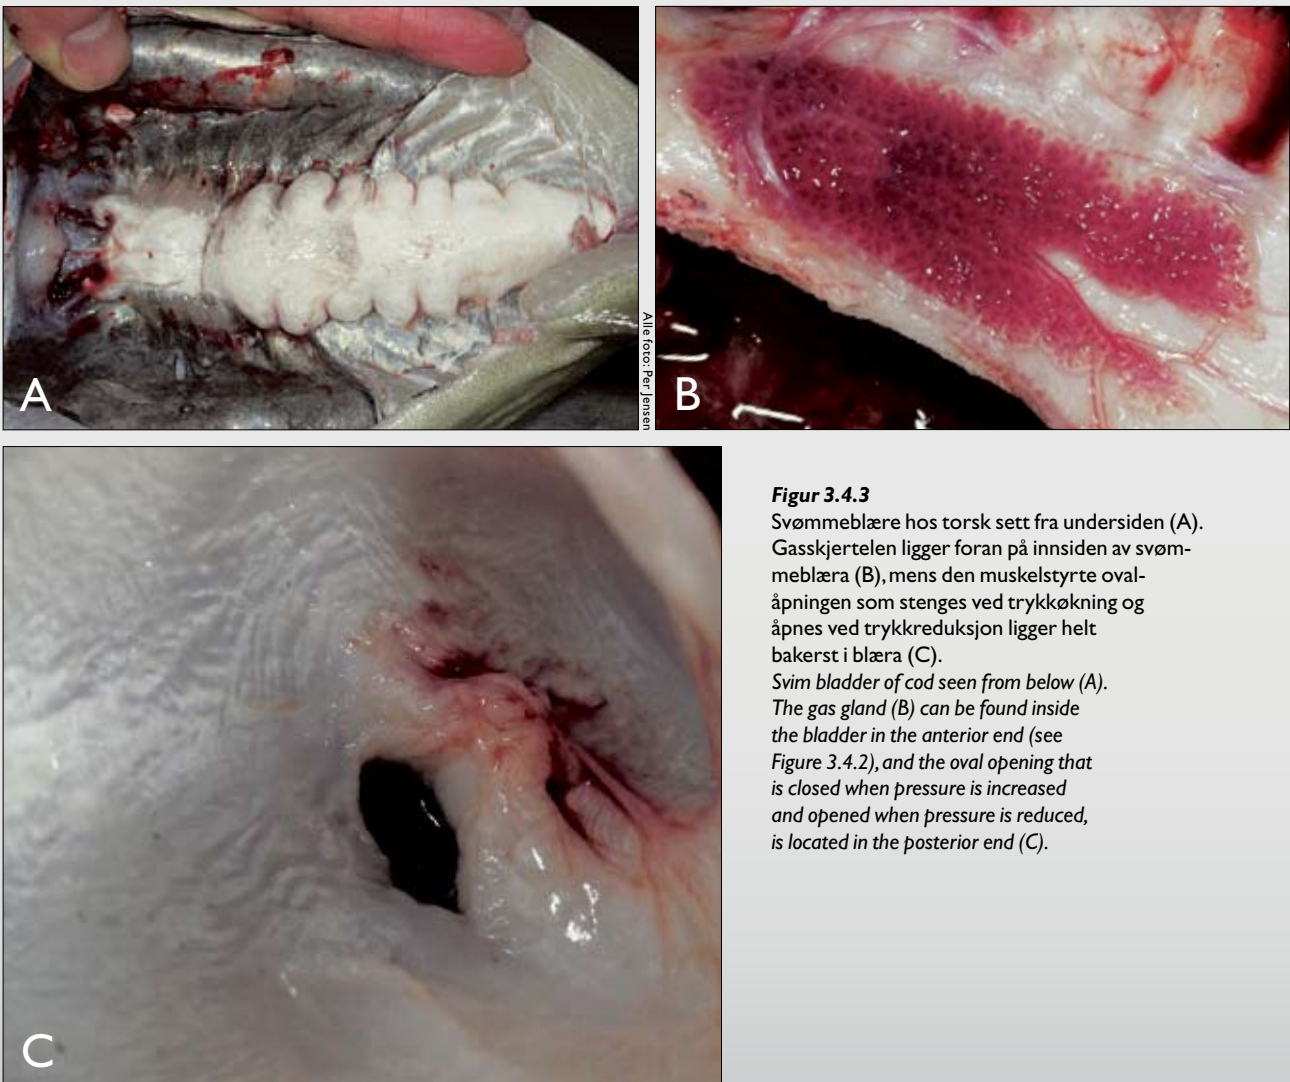 A
B
Alle foto: Per Jensen
C
Figur 3.4.3
Svømmeblære hos torsk sett fra undersiden (A).
Gasskjertelen ligger foran på innsiden av svøm-
meblæra (B), mens den muskelstyrte oval-
åpningen som stenges ved trykkøkning og
åpnes ved trykkreduksjon ligger helt
bakerst i blæra (C).
Svim bladder of cod seen from below (A).
The gas gland (B) can be found inside
the bladder in the anterior end (see
Figure 3.4.2), and the oval opening that
is closed when pressure is increased
and opened when pressure is reduced,
is located in the posterior end (C).